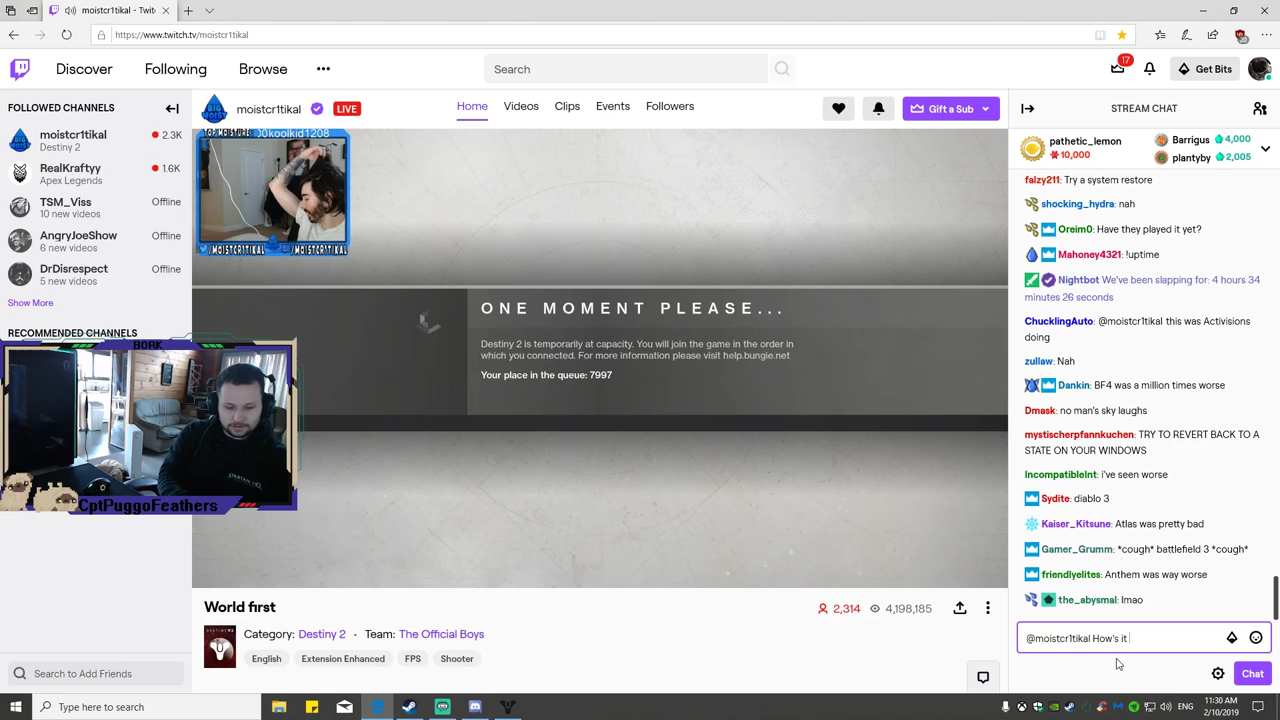 moistcr1tikal - Twitc
https://www.twitch.tv/moistcr1tikal
Discover
Following
Browse
Search
17
Get Bits
FOLLOWED CHANNELS
moistcr1tikal
2.3K
Destiny 2
RealKraftyy
1.6K
Apex Legends
TSM_Viss
Offline
10 new videos
AngryJoeShow
Offline
6 new videos
DrDisrespect
Offline
5 new videos
Show More
RECOMMENDED CHANNELS
BORK
CptPuggoFeathers
Search to Add Friends
BIG MOIST
moistcr1tikal
LIVE
Home
Videos
Clips
Events
Followers
Gift a Sub
TOP MOISTURE
00koolkid1208
/MOISTCR1TIKAL
/MOISTCR1TIKAL
ONE MOMENT PLEASE...
Destiny 2 is temporarily at capacity. You will join the game in the order in
which you connected. For more information please visit help.bungie.net
Your place in the queue: 7997
World first
2,314
4,198,185
Category: Destiny 2 · Team: The Official Boys
English
Extension Enhanced
FPS
Shooter
STREAM CHAT
pathetic_lemon
10,000
Barrigus
4,000
plantyby
2,005
falzy211: Try a system restore
shocking_hydra: nah
Oreim0: Have they played it yet?
Mahoney4321: !uptime
Nightbot We've been slapping for: 4 hours 34
minutes 26 seconds
ChucklingAuto: @moistcr1tikal this was Activisions
doing
zullaw: Nah
Dankin: BF4 was a million times worse
Dmask: no man's sky laughs
mystischerpfannkuchen: TRY TO REVERT BACK TO A
STATE ON YOUR WINDOWS
IncompatibleInt: i've seen worse
Sydite: diablo 3
Kaiser_Kitsune: Atlas was pretty bad
Gamer_Grumm: *cough* battlefield 3 *cough*
friendlyelites: Anthem was way worse
the_abysmal: lmao
@moistcr1tikal How's it
Chat
Type here to search
ENG
11:30 AM
2/10/2019